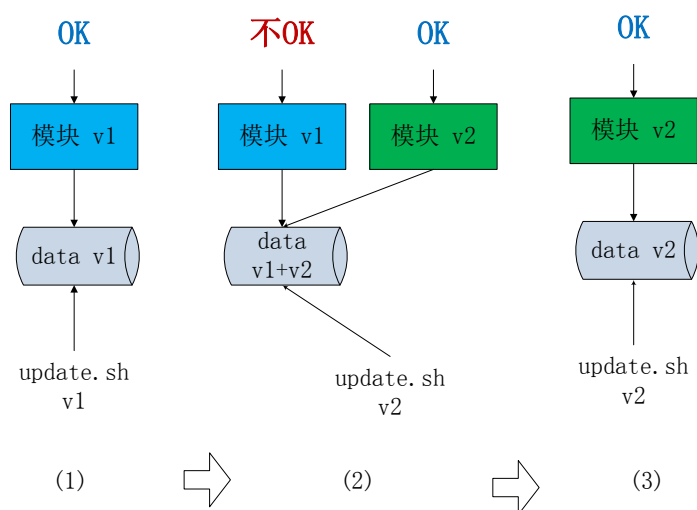 OK
不OK
OK
OK
模块 v1
模块 v1
模块 v2
模块 v2
data v1
data
v1+v2
data v2
update.sh
v1
update.sh
v2
update.sh
v2
(1)
(2)
(3)